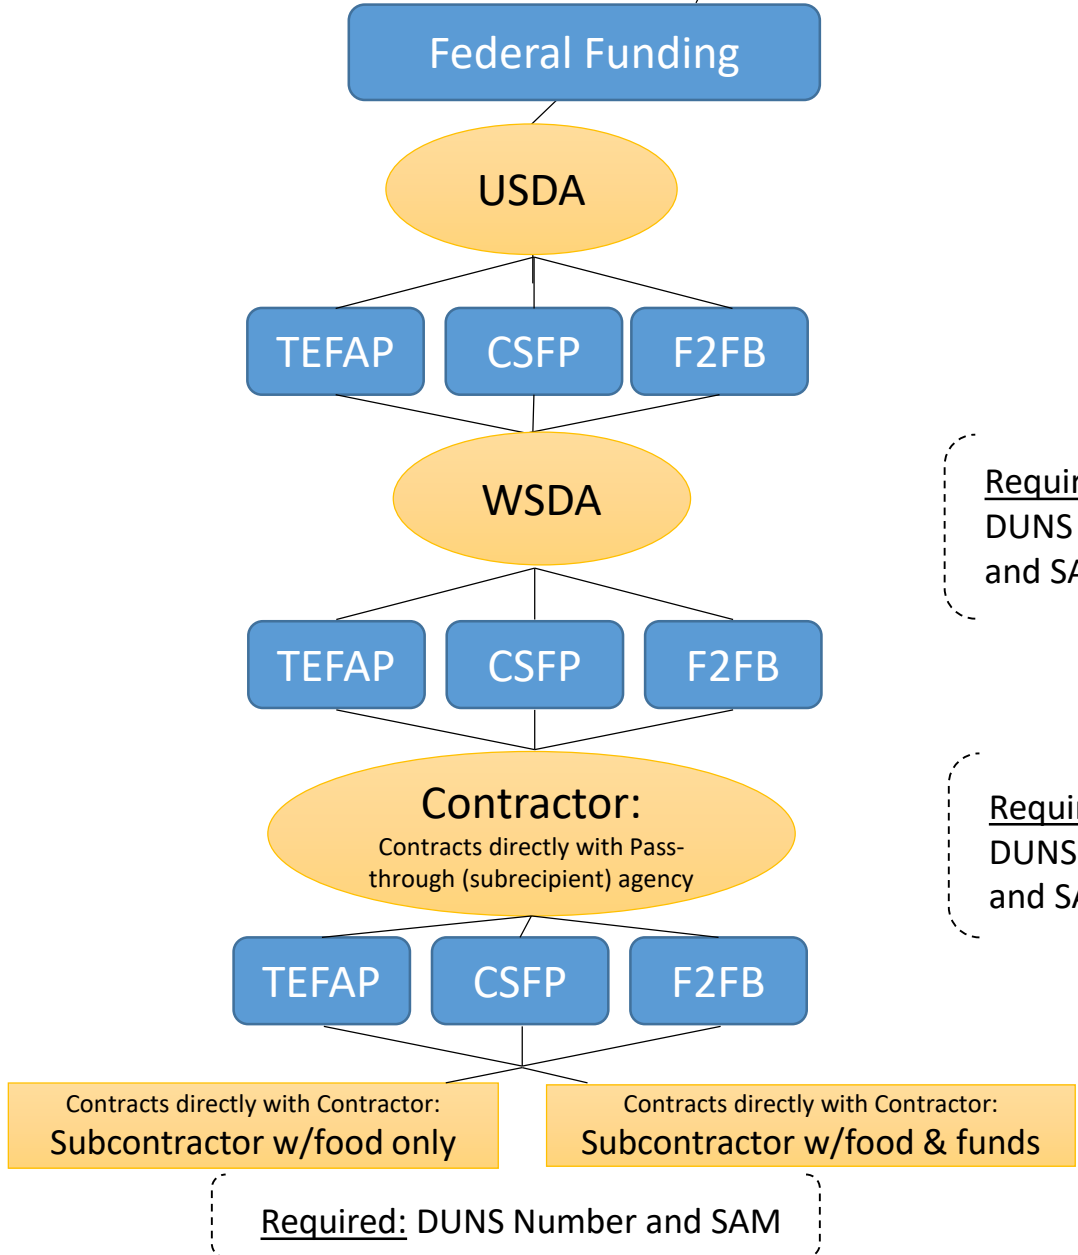 Federal Funding
USDA
TEFAP CSFP F2FB
WSDA
DUNS
and
TEFAP CSFP F2FB
Contractor:
Contracts directly with Pass-
through (subrecipient) agency
DUNS
and
TEFAP CSFP F2FB
Contracts directly with Contractor:
Subcontractor w/food only
Contracts directly with Contractor:
Subcontractor w/food & funds
Required: DUNS Number and SAM